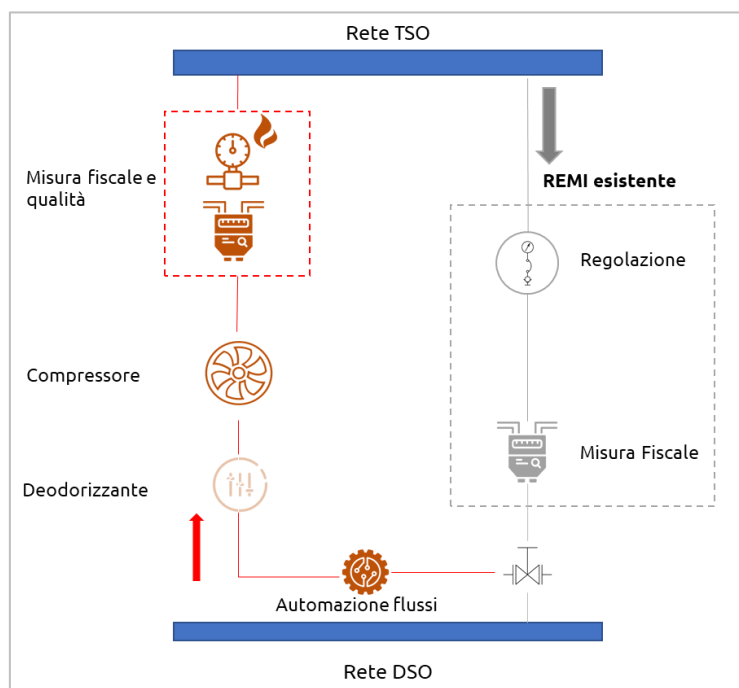 Rete TSO
Misura fiscale e
qualità
REMI esistente
Regolazione
Compressore
Misura Fiscale
Deodorizzante
Automazione flussi
Rete DSO